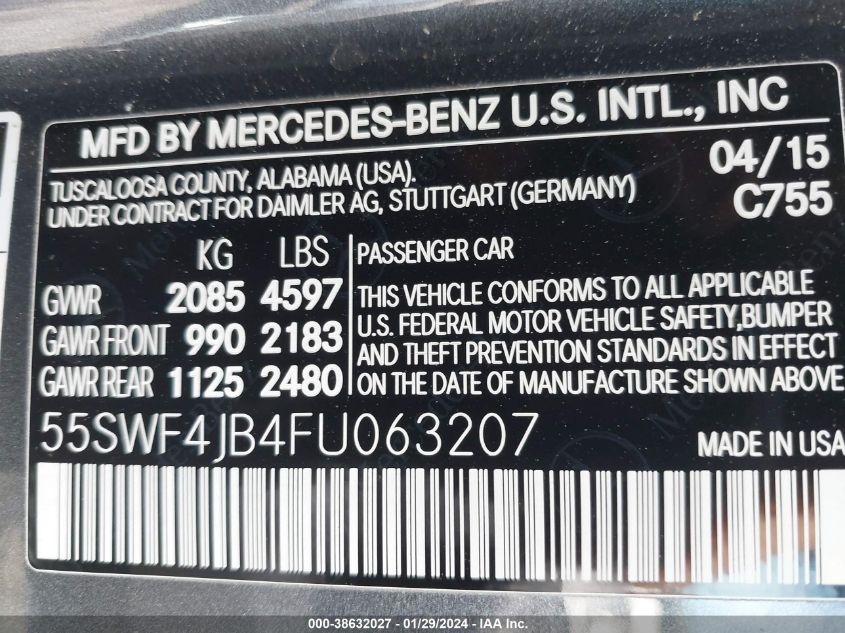 MFD BY MERCEDES-BENZ U.S. INTL., INC
TUSCALOOSA COUNTY, ALABAMA (USA).
UNDER CONTRACT FOR DAIMLER AG, STUTTGART (GERMANY)
04/15
C755
KG LBS
GVWR 2085 4597
GAWR FRONT 990 2183
GAWR REAR 1125 2480
PASSENGER CAR
THIS VEHICLE CONFORMS TO ALL APPLICABLE
U.S. FEDERAL MOTOR VEHICLE SAFETY,BUMPER
AND THEFT PREVENTION STANDARDS IN EFFECT
ON THE DATE OF MANUFACTURE SHOWN ABOVE
55SWF4JB4FU063207
MADE IN USA
000-38632027 - 01/29/2024 - IAA Inc.